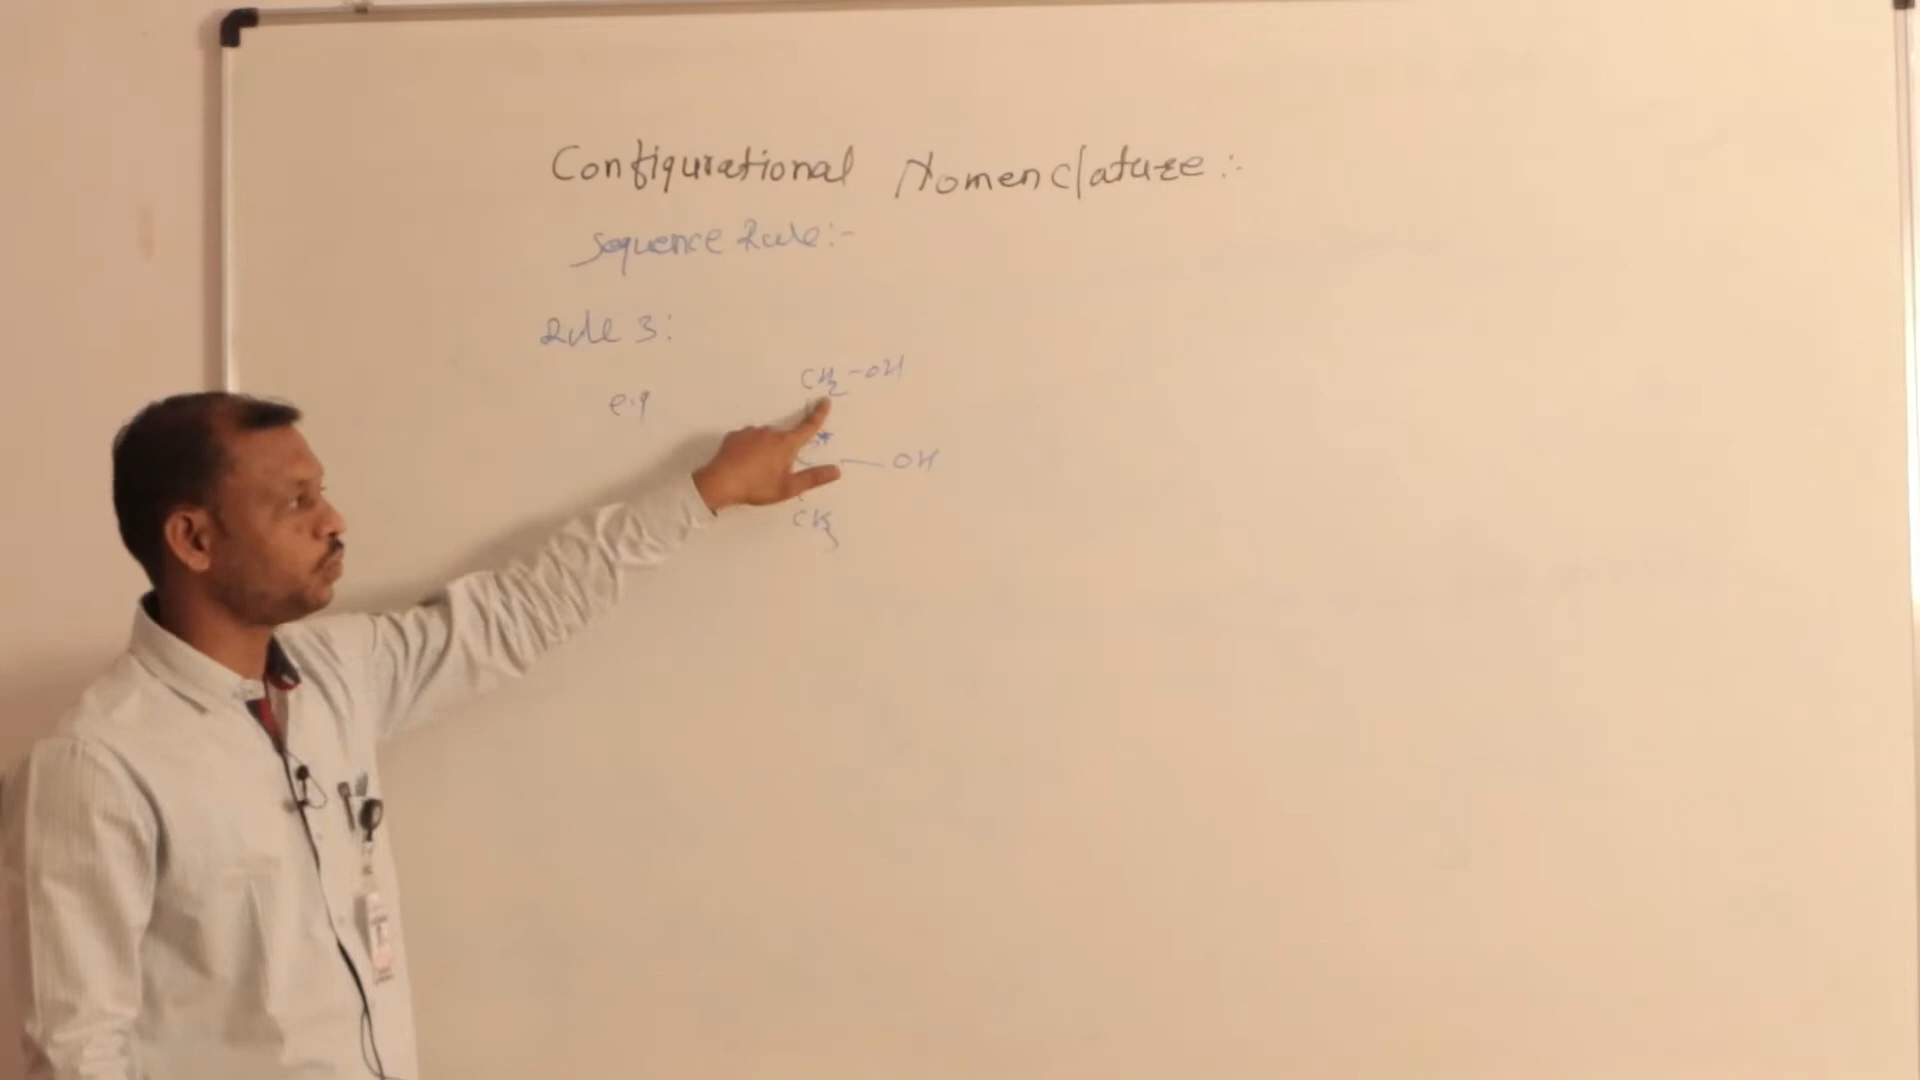 Configurational Nomenclature :-
Sequence Rule:-
Rule 3:
e.g
CH2-OH
*
OH
CH3